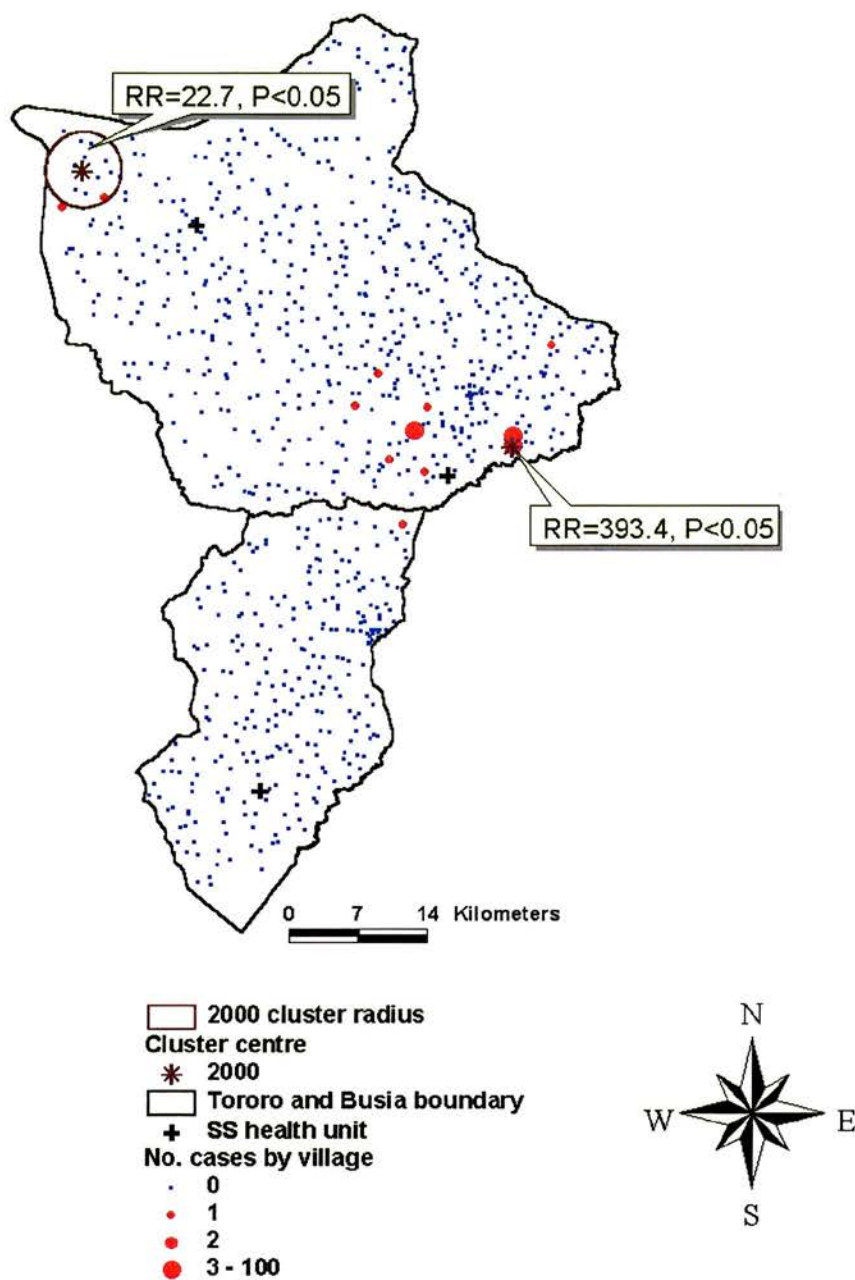 RR=22.7, P<0.05
RR=393.4, P<0.05
0 7 14 Kilometers
2000 cluster radius
Cluster centre
2000
Tororo and Busia boundary
SS health unit
No. cases by village
0
1
2
3 - 100
N
W E
S